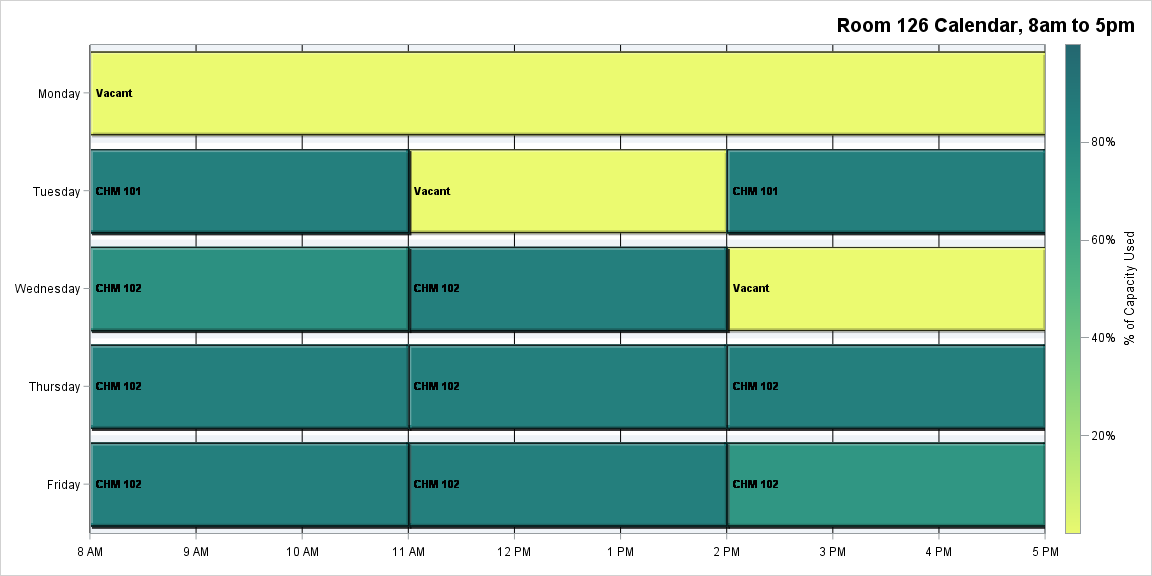 Room 126 Calendar, 8am to 5pm
Monday
Vacant
Tuesday
CHM 101
Vacant
CHM 101
Wednesday
CHM 102
CHM 102
Vacant
Thursday
CHM 102
CHM 102
CHM 102
Friday
CHM 102
CHM 102
CHM 102
8 AM
9 AM
10 AM
11 AM
12 PM
1 PM
2 PM
3 PM
4 PM
5 PM
80%
60%
40%
20%
% of Capacity Used